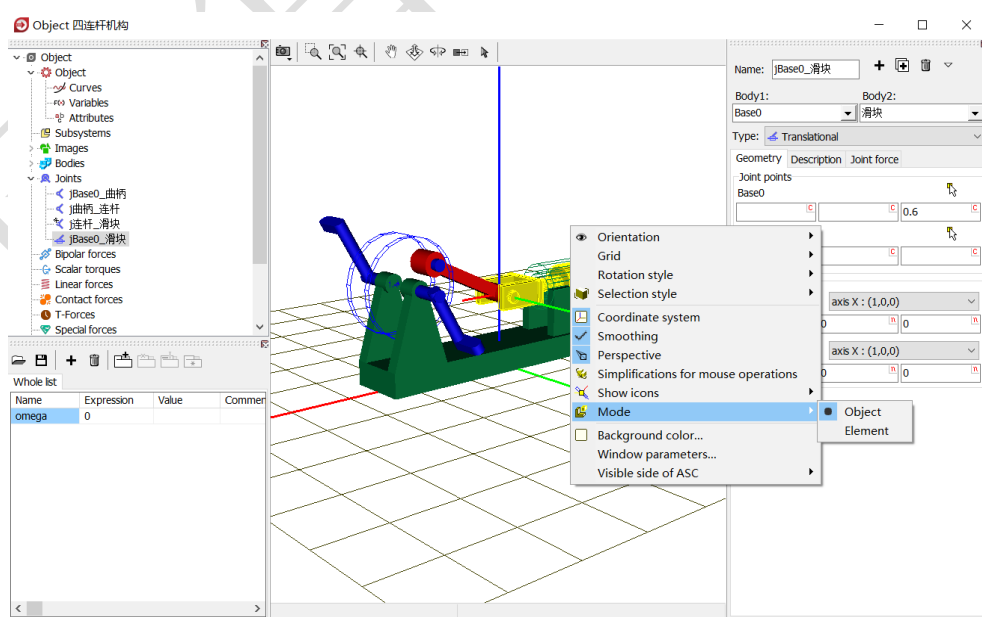 Object 四连杆机构
Object
Object
Curves
Variables
Attributes
Subsystems
Images
Bodies
Joints
jBase0_曲柄
j曲柄_连杆
j连杆_滑块
jBase0_滑块
Bipolar forces
Scalar torques
Linear forces
Contact forces
T-Forces
Special forces
Whole list
Name Expression Value Commen
omega 0
Orientation
Grid
Rotation style
Selection style
Coordinate system
Smoothing
Perspective
Simplifications for mouse operations
Show icons
Mode
Background color...
Window parameters...
Visible side of ASC
Object
Element
Name: jBase0_滑块
Body1: Body2:
Base0 滑块
Type: Translational
Geometry Description Joint force
Joint points
Base0
C C 0.6 C
C C
axis X : (1,0,0)
0 n 0 n
axis X : (1,0,0)
0 n 0 n